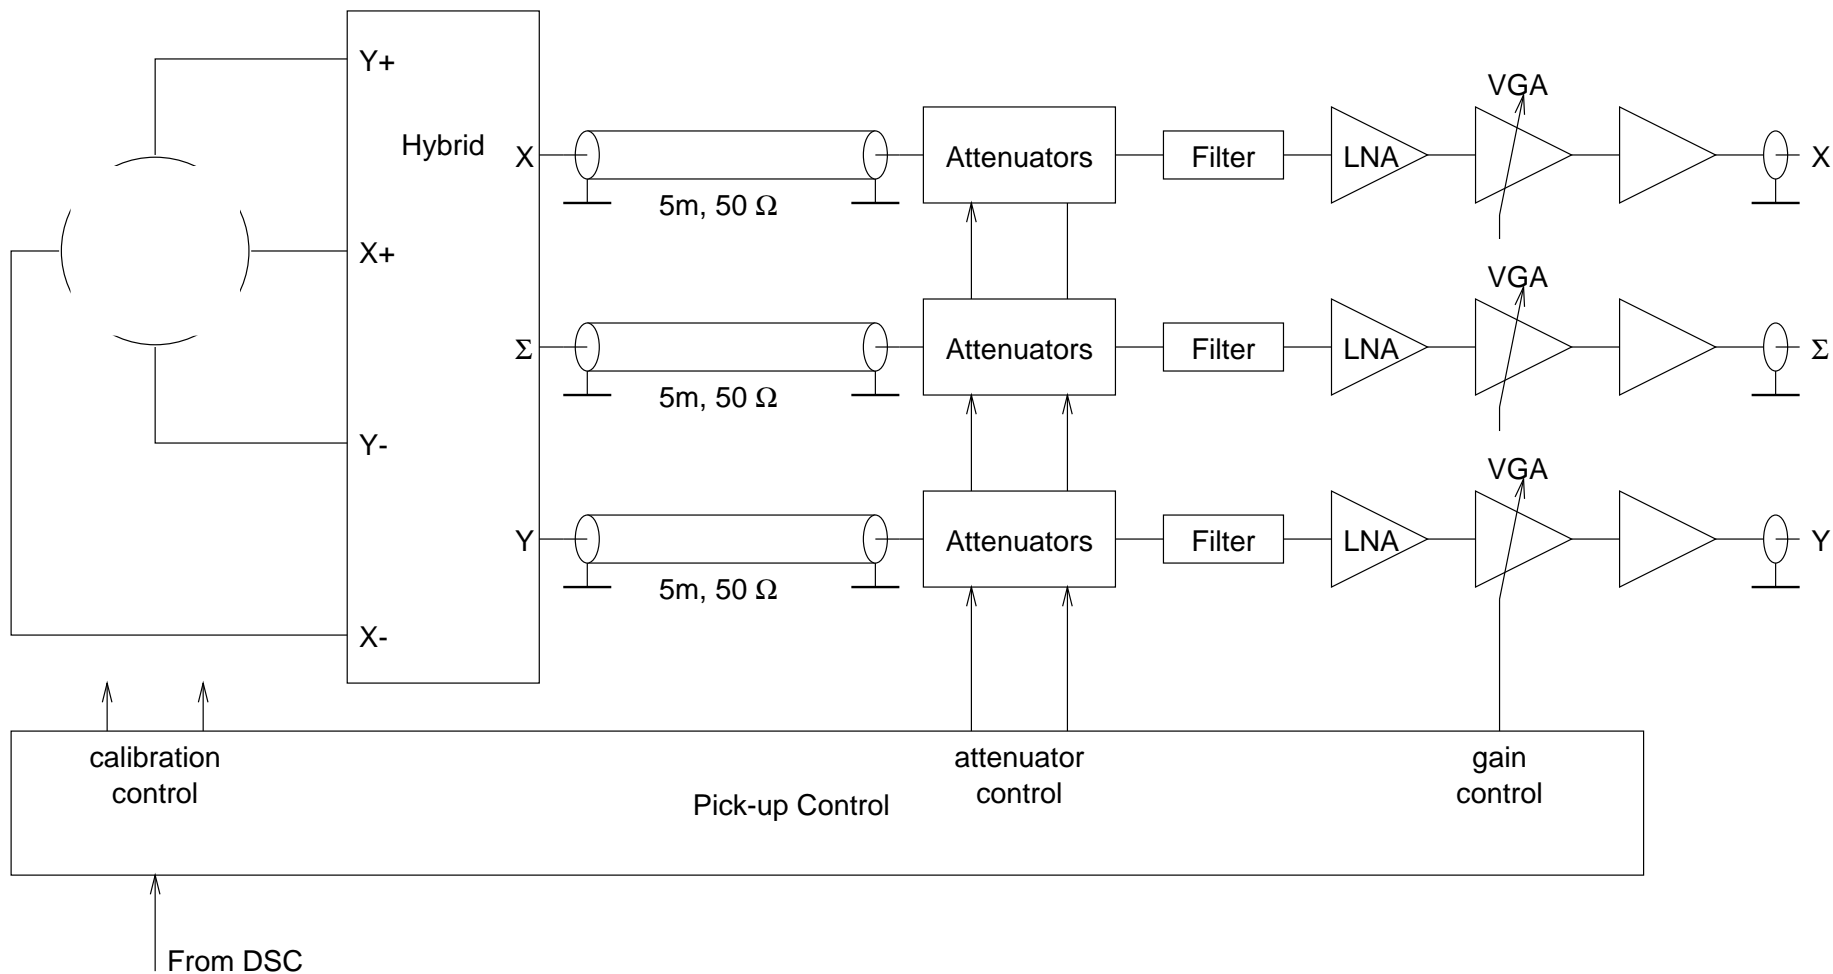 Y+
VGA
Hybrid
X
Attenuators
Filter
LNA
X
5m, 50 Ω
X+
VGA
Σ
Attenuators
Filter
LNA
Σ
5m, 50 Ω
Y-
VGA
Y
Attenuators
Filter
LNA
Y
5m, 50 Ω
X-
calibration
control
attenuator
control
gain
control
Pick-up Control
From DSC